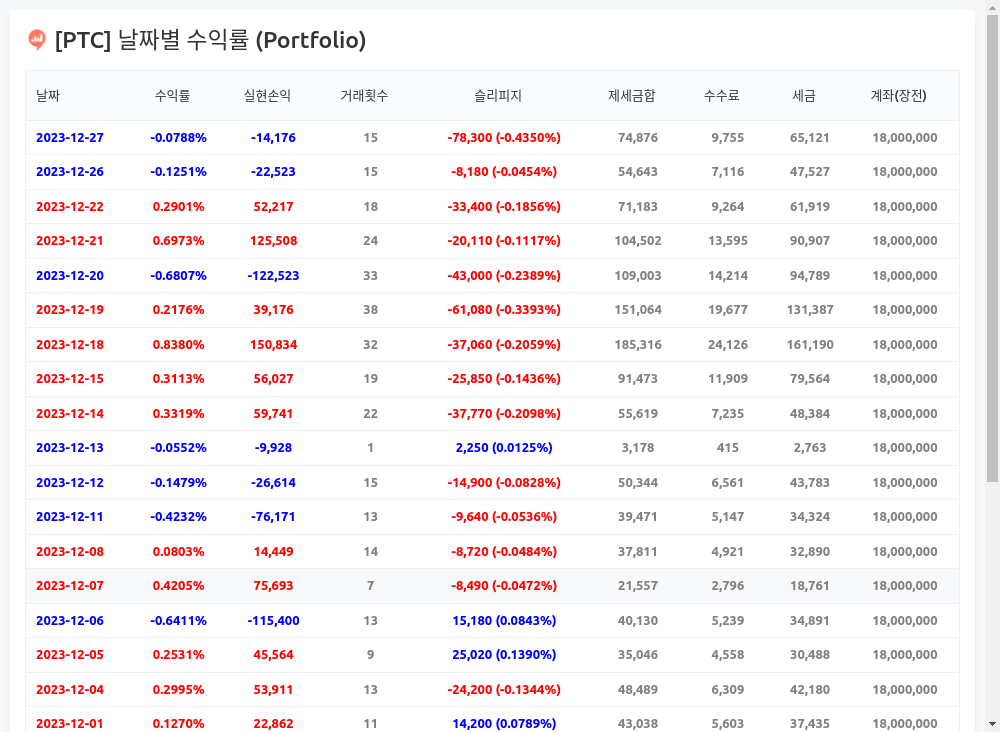 [PTC] 날짜별 수익률 (Portfolio)
날짜 수익률 실현손익 거래횟수 슬리피지 제세금합 수수료 세금 계좌(장전)
2023-12-27 -0.0788% -14,176 15 -78,300 (-0.4350%) 74,876 9,755 65,121 18,000,000
2023-12-26 -0.1251% -22,523 15 -8,180 (-0.0454%) 54,643 7,116 47,527 18,000,000
2023-12-22 0.2901% 52,217 18 -33,400 (-0.1856%) 71,183 9,264 61,919 18,000,000
2023-12-21 0.6973% 125,508 24 -20,110 (-0.1117%) 104,502 13,595 90,907 18,000,000
2023-12-20 -0.6807% -122,523 33 -43,000 (-0.2389%) 109,003 14,214 94,789 18,000,000
2023-12-19 0.2176% 39,176 38 -61,080 (-0.3393%) 151,064 19,677 131,387 18,000,000
2023-12-18 0.8380% 150,834 32 -37,060 (-0.2059%) 185,316 24,126 161,190 18,000,000
2023-12-15 0.3113% 56,027 19 -25,850 (-0.1436%) 91,473 11,909 79,564 18,000,000
2023-12-14 0.3319% 59,741 22 -37,770 (-0.2098%) 55,619 7,235 48,384 18,000,000
2023-12-13 -0.0552% -9,928 1 2,250 (0.0125%) 3,178 415 2,763 18,000,000
2023-12-12 -0.1479% -26,614 15 -14,900 (-0.0828%) 50,344 6,561 43,783 18,000,000
2023-12-11 -0.4232% -76,171 13 -9,640 (-0.0536%) 39,471 5,147 34,324 18,000,000
2023-12-08 0.0803% 14,449 14 -8,720 (-0.0484%) 37,811 4,921 32,890 18,000,000
2023-12-07 0.4205% 75,693 7 -8,490 (-0.0472%) 21,557 2,796 18,761 18,000,000
2023-12-06 -0.6411% -115,400 13 15,180 (0.0843%) 40,130 5,239 34,891 18,000,000
2023-12-05 0.2531% 45,564 9 25,020 (0.1390%) 35,046 4,558 30,488 18,000,000
2023-12-04 0.2995% 53,911 13 -24,200 (-0.1344%) 48,489 6,309 42,180 18,000,000
2023-12-01 0.1270% 22,862 11 14,200 (0.0789%) 43,038 5,603 37,435 18,000,000